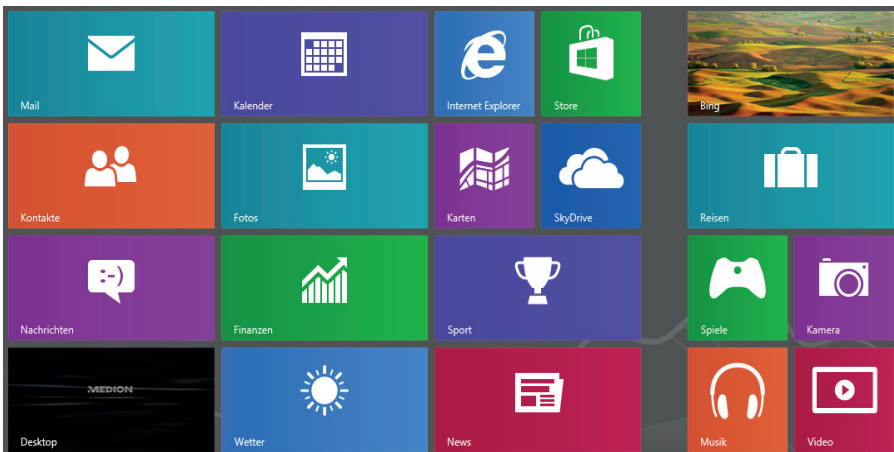 Mail
Kalender
Internet Explorer
Store
Bing
Kontakte
Fotos
Karten
SkyDrive
Reisen
:-)
Nachrichten
Finanzen
Sport
Spiele
Kamera
MEDION
Desktop
Wetter
News
Musik
Video